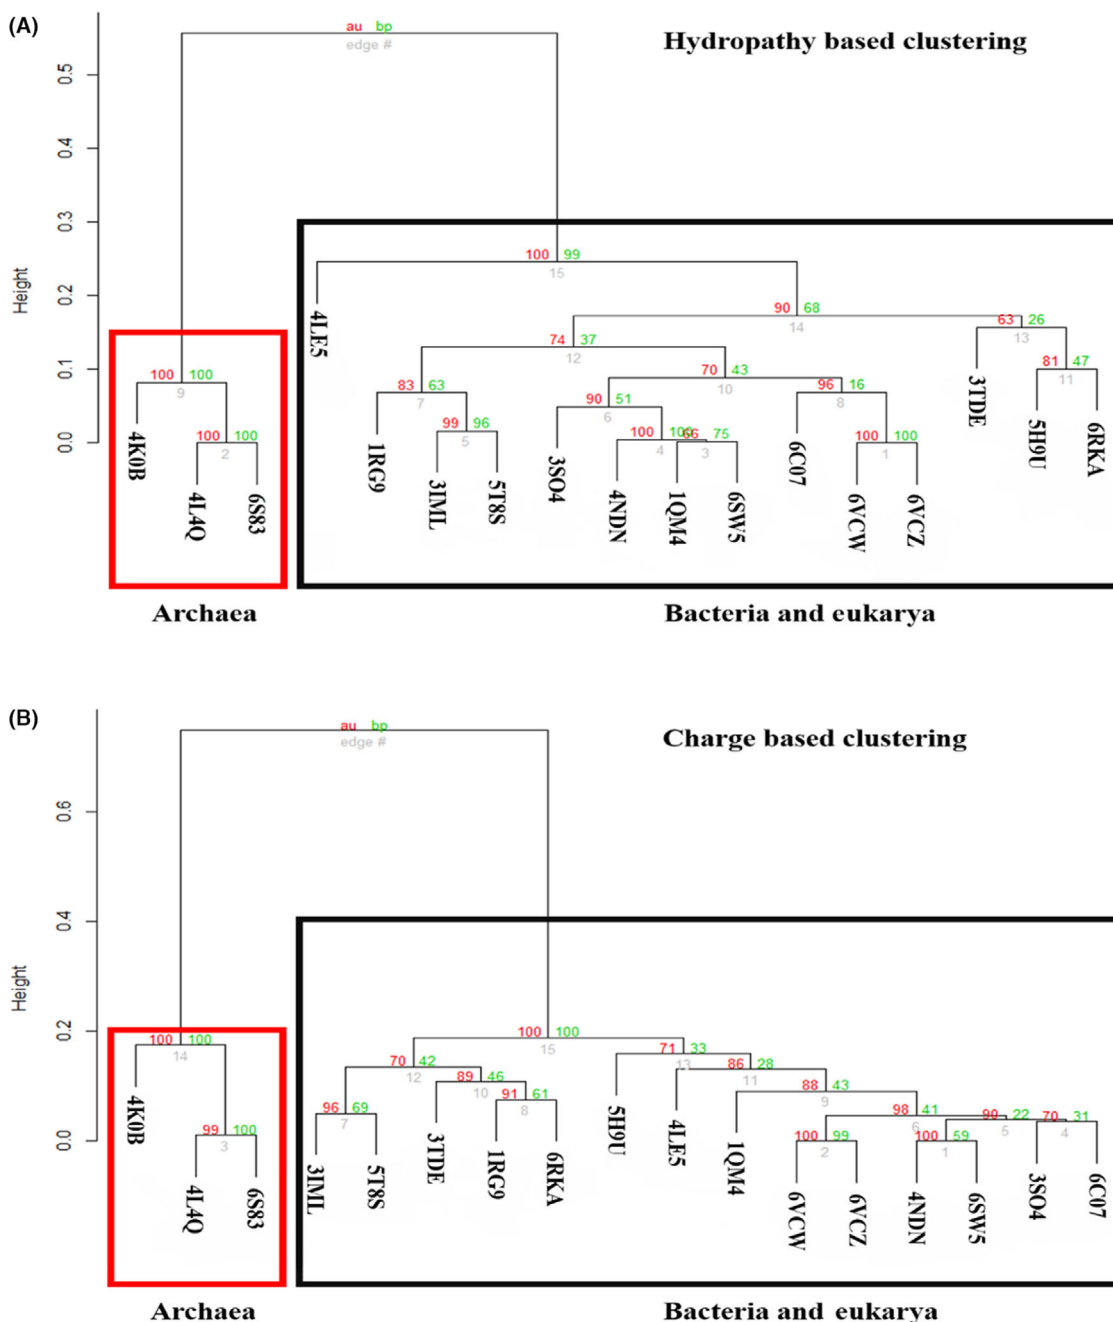 (A)
au bp
edge #
Hydropathy based clustering
0.5
0.4
0.3
0.2
0.1
0.0
Height
100 99
15
4LE5
90 68
14
63 26
13
74 37
12
81 47
11
100 100
9
70 43
10
83 63
7
96 16
8
90 51
6
99 96
5
100 100
4
66 75
3
100 100
2
100 100
1
4K0B
4L4Q
6S83
1RG9
3IML
5T8S
3SO4
4NDN
1QM4
6SW5
6C07
6VCW
6VCZ
3TDE
5H9U
6RKA
Archaea
Bacteria and eukarya
(B)
au bp
edge #
Charge based clustering
0.6
0.4
0.2
0.0
Height
100 100
14
100 100
15
71 33
13
70 42
12
86 28
11
89 46
10
88 43
9
91 61
8
96 69
7
98 41
6
90 22
5
70 31
4
99 100
3
100 99
2
100 59
1
4K0B
4L4Q
6S83
3IML
5T8S
3TDE
1RG9
6RKA
5H9U
4LE5
1QM4
6VCW
6VCZ
4NDN
6SW5
3SO4
6C07
Archaea
Bacteria and eukarya